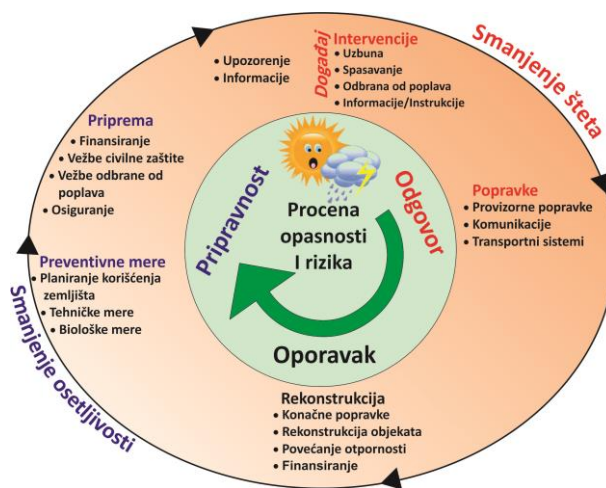 Događaj
Intervencije
• Uzbuna
• Spasavanje
• Odbrana od poplava
• Informacije/Instrukcije
Smanjenje šteta
Popravke
• Provizorne popravke
• Komunikacije
• Transportni sistemi
Rekonstrukcija
• Konačne popravke
• Rekonstrukcija objekata
• Povećanje otpornosti
• Finansiranje
Smanjenje osetljivosti
Preventivne mere
• Planiranje korišćenja
zemljišta
• Tehničke mere
• Biološke mere
Priprema
• Finansiranje
• Vežbe civilne zaštite
• Vežbe odbrane od
poplava
• Osiguranje
• Upozorenje
• Informacije
Pripravnost
Odgovor
Procena
opasnosti
I rizika
Oporavak